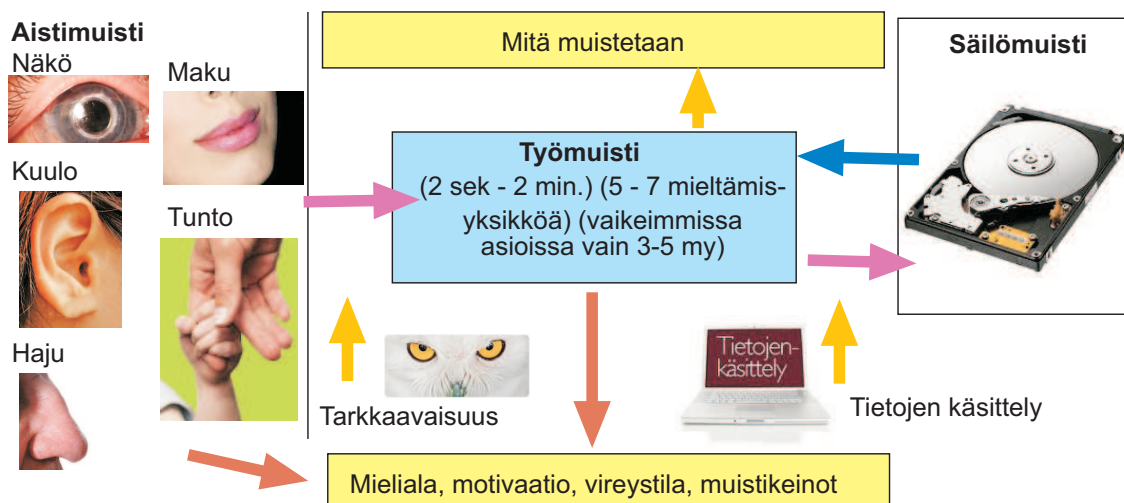 Aistimuisti
Näkö
Maku
Kuulo
Tunto
Haju
Mitä muistetaan
Työmuisti
(2 sek - 2 min.) (5 - 7 mieltämis-
yksikköä) (vaikeimmissa
asioissa vain 3-5 my)
Säilömuisti
Tarkkaavaisuus
Tietojen-
käsittely
Tietojen käsittely
Mieliala, motivaatio, vireystila, muistikeinot